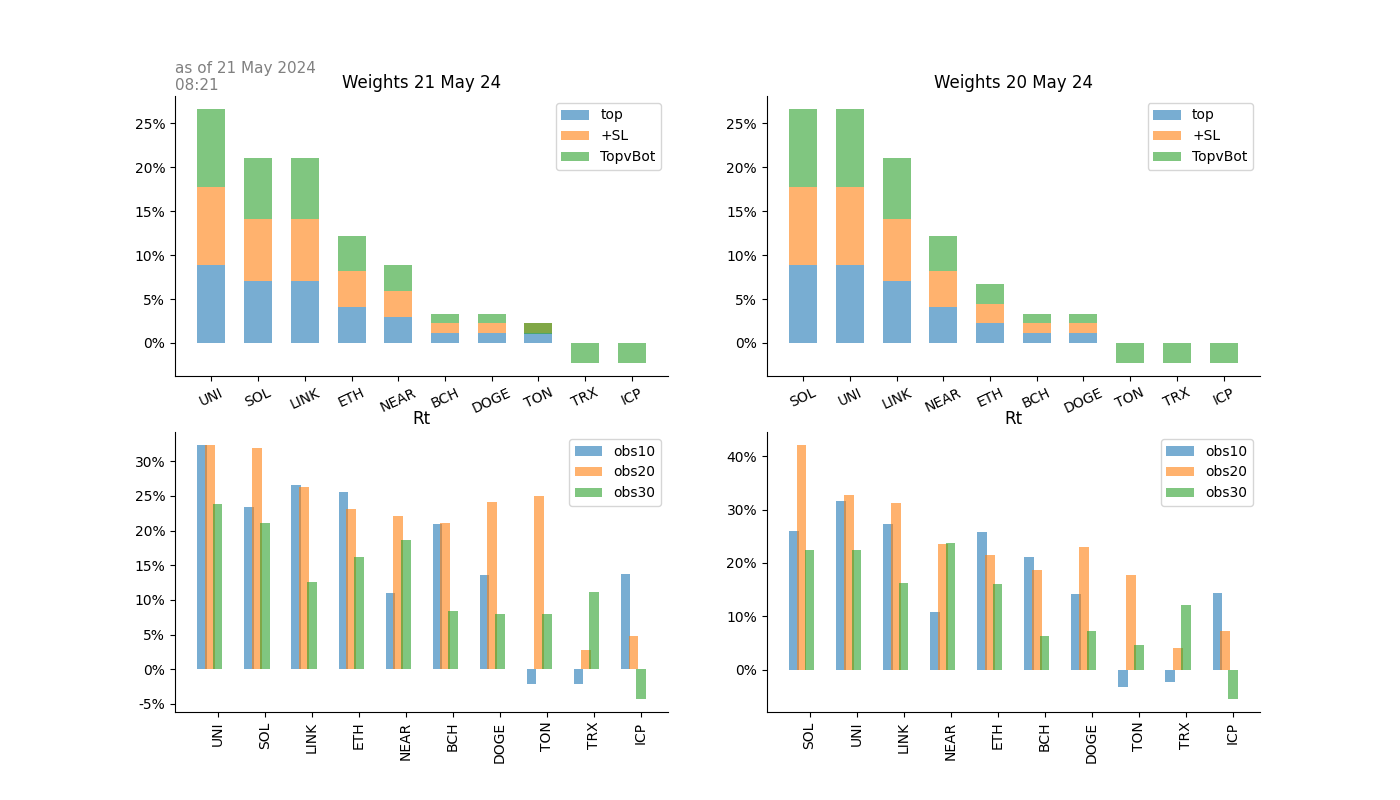 as of 21 May 2024
08:21
Weights 21 May 24
25%
20%
15%
10%
5%
0%
top
+SL
TopvBot
UNI
SOL
LINK
ETH
NEAR
BCH
DOGE
TON
TRX
ICP
Weights 20 May 24
25%
20%
15%
10%
5%
0%
top
+SL
TopvBot
SOL
UNI
LINK
NEAR
ETH
BCH
DOGE
TON
TRX
ICP
Rt
30%
25%
20%
15%
10%
5%
0%
-5%
obs10
obs20
obs30
UNI
SOL
LINK
ETH
NEAR
BCH
DOGE
TON
TRX
ICP
Rt
40%
30%
20%
10%
0%
obs10
obs20
obs30
SOL
UNI
LINK
NEAR
ETH
BCH
DOGE
TON
TRX
ICP